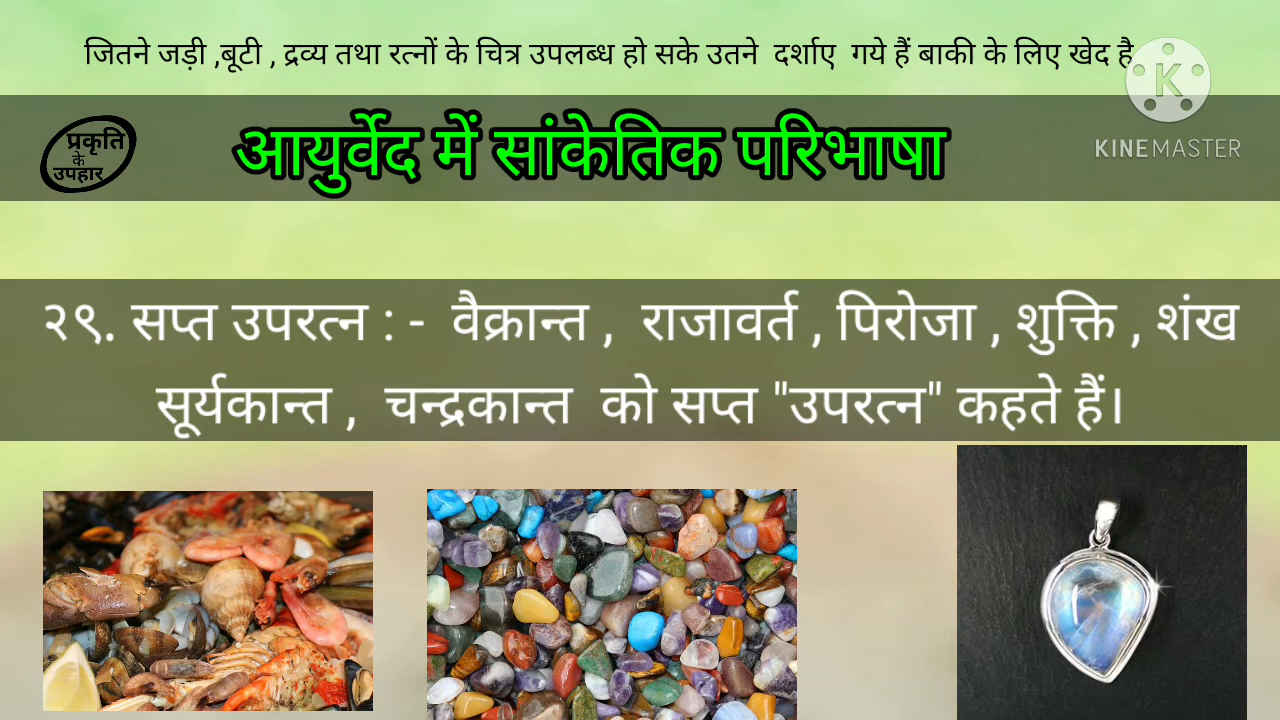 जितने जड़ी ,बूटी , द्रव्य तथा रत्नों के चित्र उपलब्ध हो सके उतने दर्शाए गये हैं बाकी के लिए खेद है
K
KINEMASTER
प्रकृति
के
उपहार
आयुर्वेद में सांकेतिक परिभाषा
२९. सप्त उपरत्न : - वैक्रान्त , राजावर्त , पिरोजा , शुक्ति , शंख
सूर्यकान्त , चन्द्रकान्त को सप्त "उपरत्न" कहते हैं।